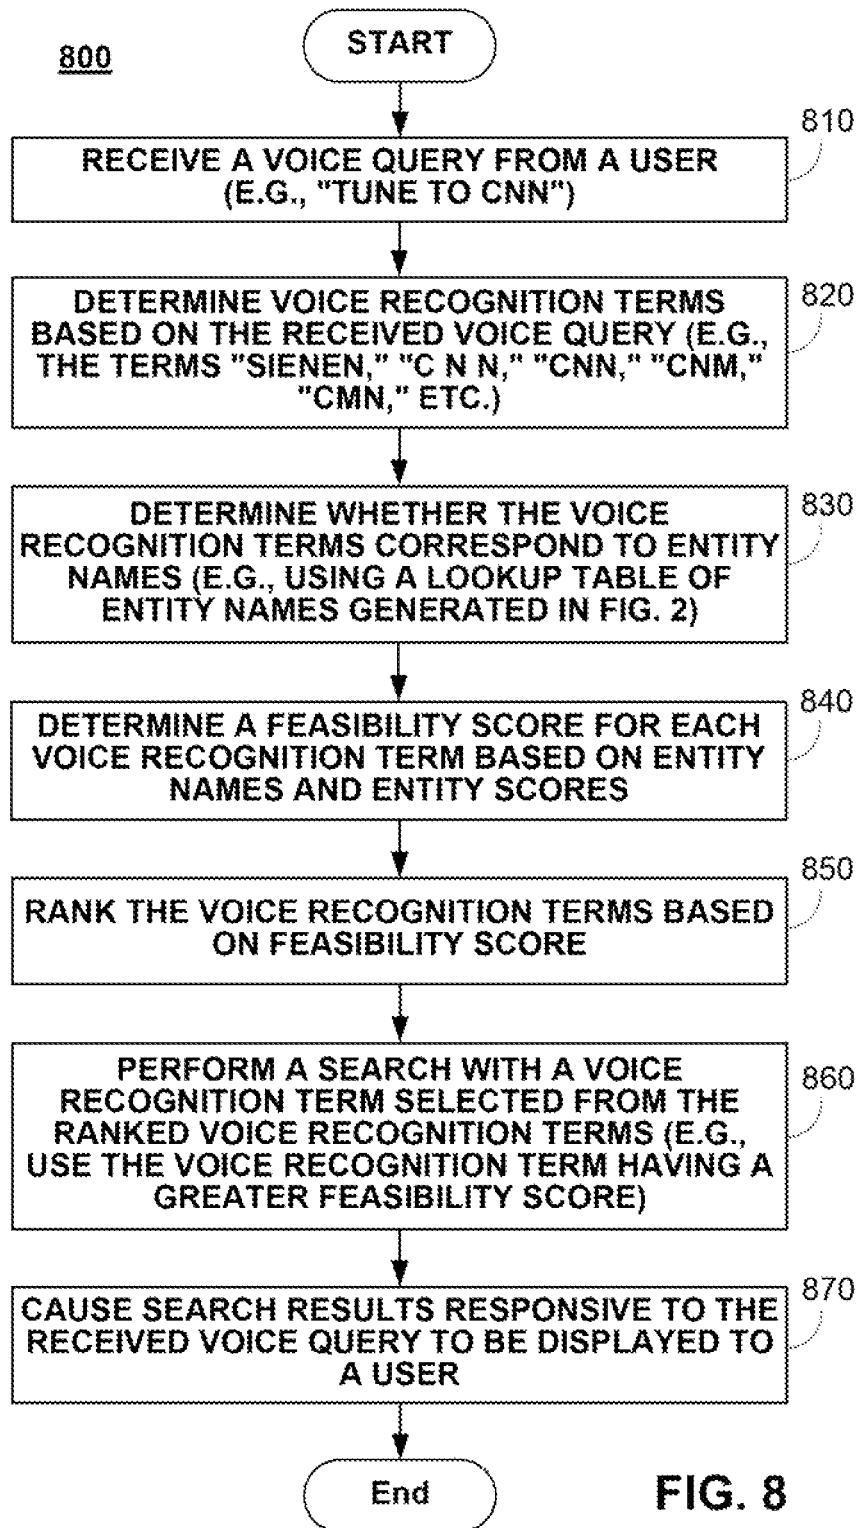 START
800
810
RECEIVE A VOICE QUERY FROM A USER
(E.G., "TUNE TO CNN")
820
DETERMINE VOICE RECOGNITION TERMS
BASED ON THE RECEIVED VOICE QUERY (E.G.,
THE TERMS "SIENEN," "C N N," "CNN," "CNM,"
"CMN," ETC.)
830
DETERMINE WHETHER THE VOICE
RECOGNITION TERMS CORRESPOND TO ENTITY
NAMES (E.G., USING A LOOKUP TABLE OF
ENTITY NAMES GENERATED IN FIG. 2)
840
DETERMINE A FEASIBILITY SCORE FOR EACH
VOICE RECOGNITION TERM BASED ON ENTITY
NAMES AND ENTITY SCORES
850
RANK THE VOICE RECOGNITION TERMS BASED
ON FEASIBILITY SCORE
860
PERFORM A SEARCH WITH A VOICE
RECOGNITION TERM SELECTED FROM THE
RANKED VOICE RECOGNITION TERMS (E.G.,
USE THE VOICE RECOGNITION TERM HAVING A
GREATER FEASIBILITY SCORE)
870
CAUSE SEARCH RESULTS RESPONSIVE TO THE
RECEIVED VOICE QUERY TO BE DISPLAYED TO
A USER
End
FIG. 8